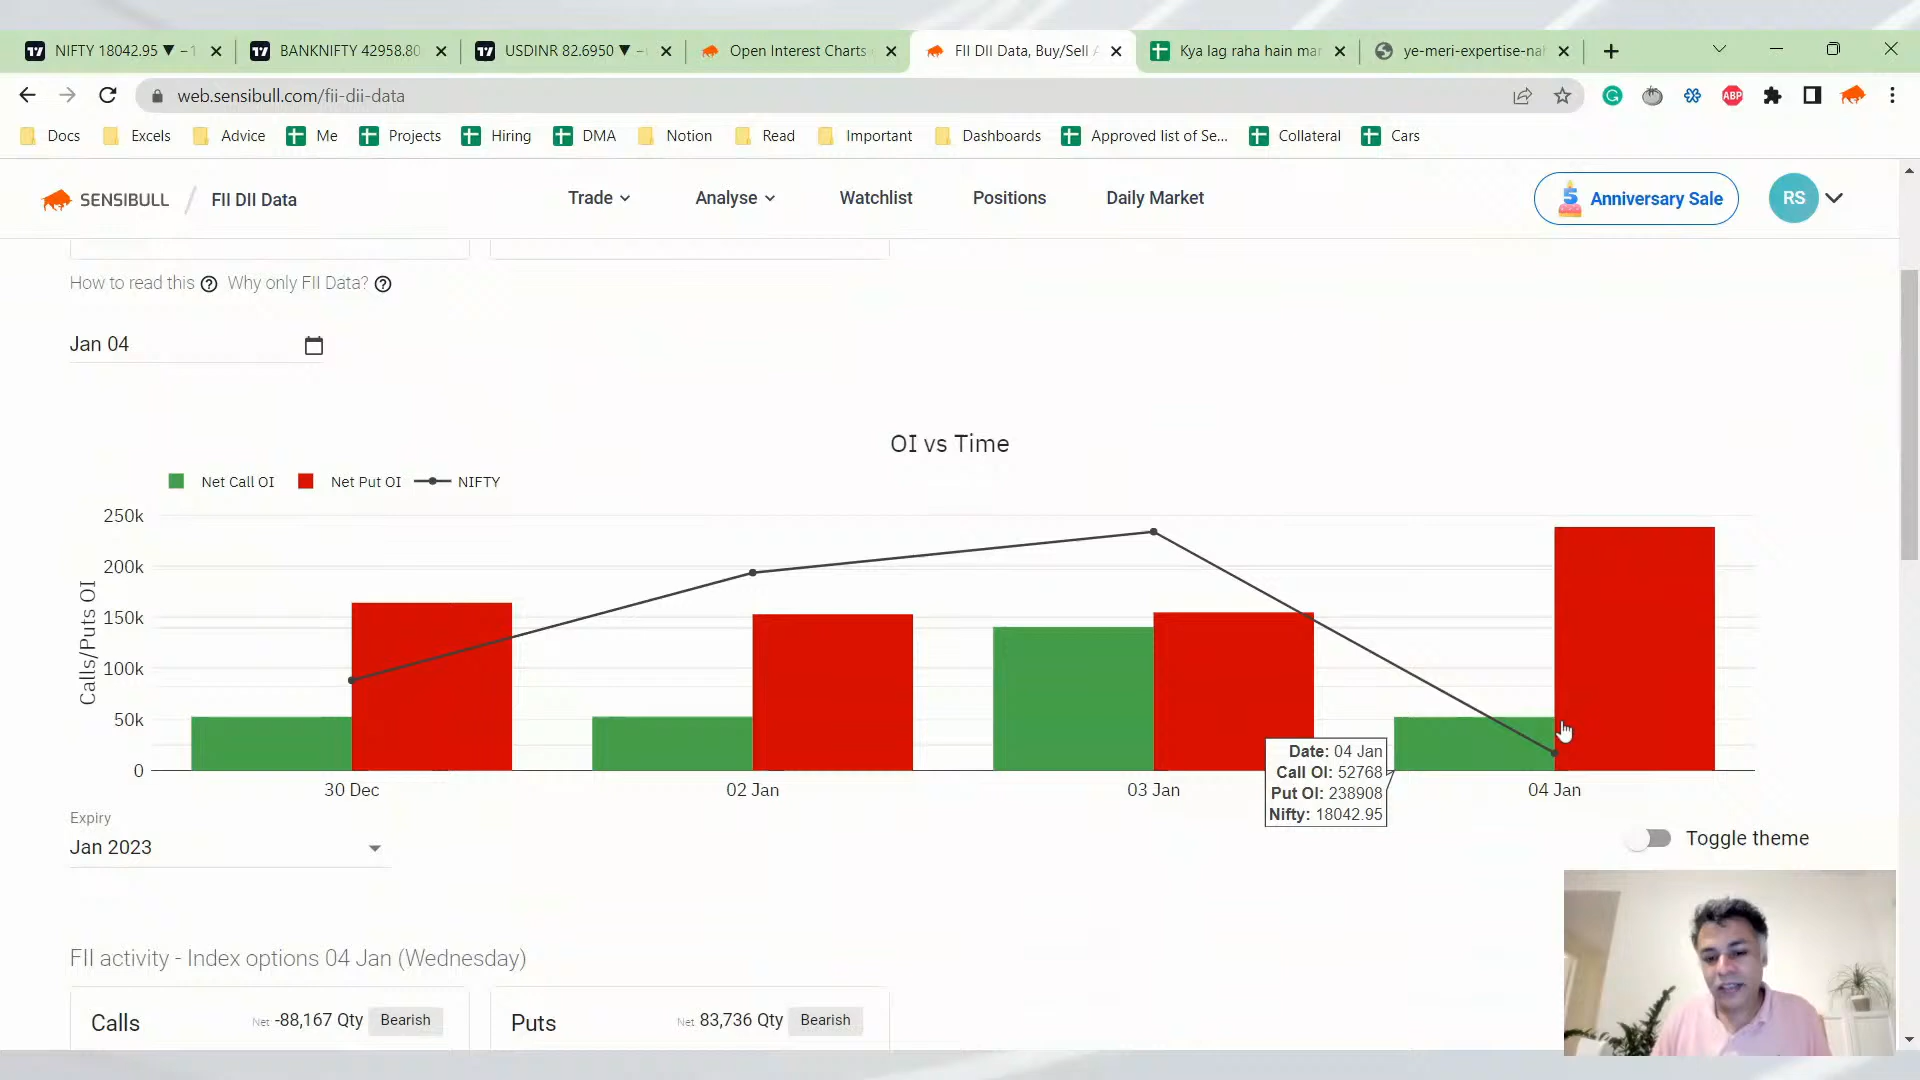 NIFTY 18042.95 ▼ −1
BANKNIFTY 42958.80
USDINR 82.6950 ▼ −
Open Interest Charts
FII DII Data, Buy/Sell A
Kya lag raha hain mar
ye-meri-expertise-nah
web.sensibull.com/fii-dii-data
ABP
Docs Excels Advice Me Projects Hiring DMA Notion Read Important Dashboards Approved list of Se... Collateral Cars
SENSIBULL / FII DII Data
Trade Analyse Watchlist Positions Daily Market
5 Anniversary Sale
RS
How to read this ? Why only FII Data? ?
Jan 04
OI vs Time
Net Call OI Net Put OI NIFTY
Calls/Puts OI
250k
200k
150k
100k
50k
0
30 Dec 02 Jan 03 Jan 04 Jan
Date: 04 Jan
Call OI: 52768
Put OI: 238908
Nifty: 18042.95
Expiry
Jan 2023
Toggle theme
FII activity - Index options 04 Jan (Wednesday)
Calls Net -88,167 Qty Bearish
Puts Net 83,736 Qty Bearish